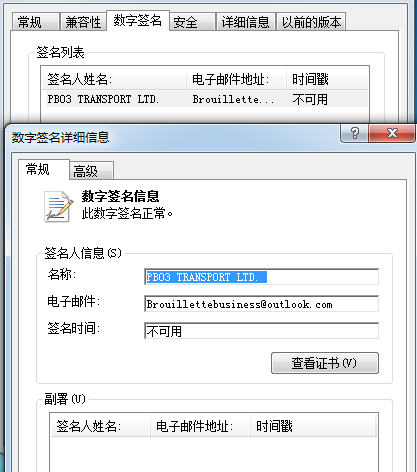 常规 兼容性 数字签名 安全 详细信息 以前的版本
签名列表
签名人姓名: 电子邮件地址: 时间戳
PBO3 TRANSPORT LTD. Brouillette... 不可用
数字签名详细信息
常规 高级
数字签名信息
此数字签名正常。
签名人信息(S)
名称: PBO3 TRANSPORT LTD.
电子邮件: Brouillettebusiness@outlook.com
签名时间: 不可用
查看证书(V)
副署(U)
签名人姓名: 电子邮件地址: 时间戳